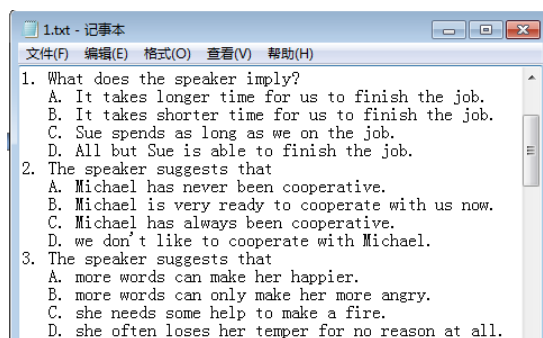 1.txt - 记事本
文件(F) 编辑(E) 格式(O) 查看(V) 帮助(H)
1. What does the speaker imply?
A. It takes longer time for us to finish the job.
B. It takes shorter time for us to finish the job.
C. Sue spends as long as we on the job.
D. All but Sue is able to finish the job.
2. The speaker suggests that
A. Michael has never been cooperative.
B. Michael is very ready to cooperate with us now.
C. Michael has always been cooperative.
D. we don't like to cooperate with Michael.
3. The speaker suggests that
A. more words can make her happier.
B. more words can only make her more angry.
C. she needs some help to make a fire.
D. she often loses her temper for no reason at all.